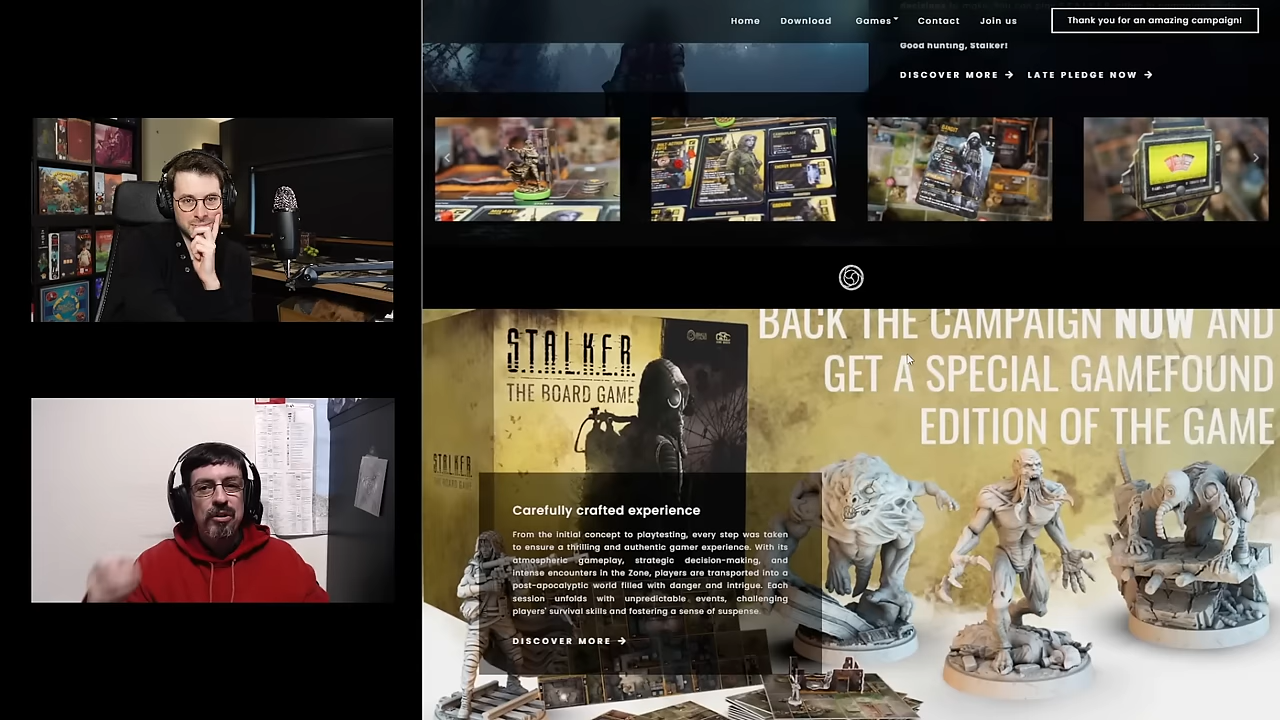 Home Download Games Contact Join us Thank you for an amazing campaign!
Good hunting, Stalker!
DISCOVER MORE → LATE PLEDGE NOW →
BANDIT
BACK THE CAMPAIGN NOW AND
GET A SPECIAL GAMEFOUND
EDITION OF THE GAME
S.T.A.L.K.E.R.
THE BOARD GAME
S.T.A.L.K.E.R.
THE BOARD GAME
Carefully crafted experience
From the initial concept to playtesting, every step was taken
to ensure a thrilling and authentic gamer experience. With its
atmospheric gameplay, strategic decision-making, and
intense encounters in the Zone, players are transported into a
post-apocalyptic world filled with danger and intrigue. Each
session unfolds with unpredictable events, challenging
players' survival skills and fostering a sense of suspense.
DISCOVER MORE →